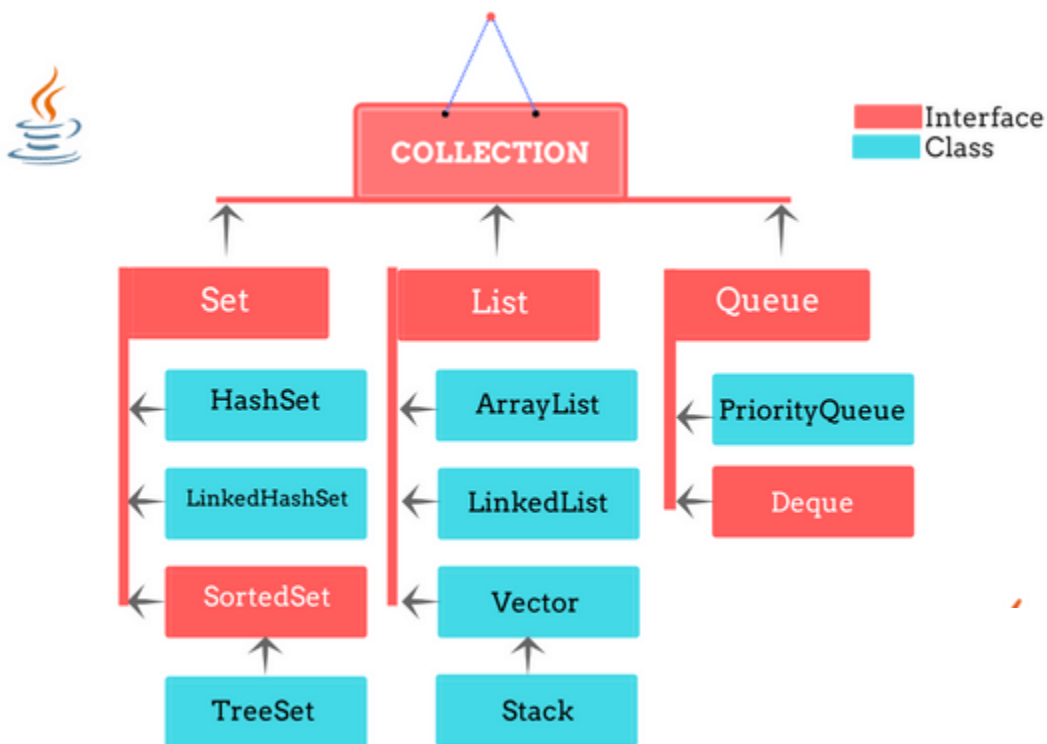 COLLECTION
Interface
Class
Set
List
Queue
HashSet
ArrayList
PriorityQueue
LinkedHashSet
LinkedList
Deque
SortedSet
Vector
TreeSet
Stack